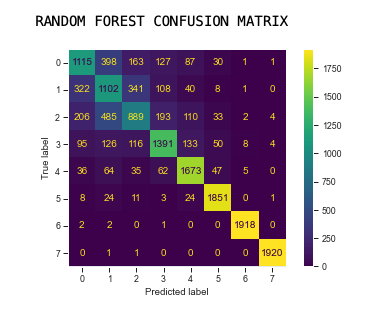 RANDOM FOREST CONFUSION MATRIX
0 1115 398 163 127 87 30 1 1
1 322 1102 341 108 40 8 1 0
2 206 485 889 193 110 33 2 4
3 95 126 116 1391 133 50 8 4
4 36 64 35 62 1673 47 5 0
5 8 24 11 3 24 1851 0 1
6 2 2 0 1 0 0 1918 0
7 0 1 1 0 0 0 0 1920
0 1 2 3 4 5 6 7
Predicted label
True label
1750
1500
1250
1000
750
500
250
0